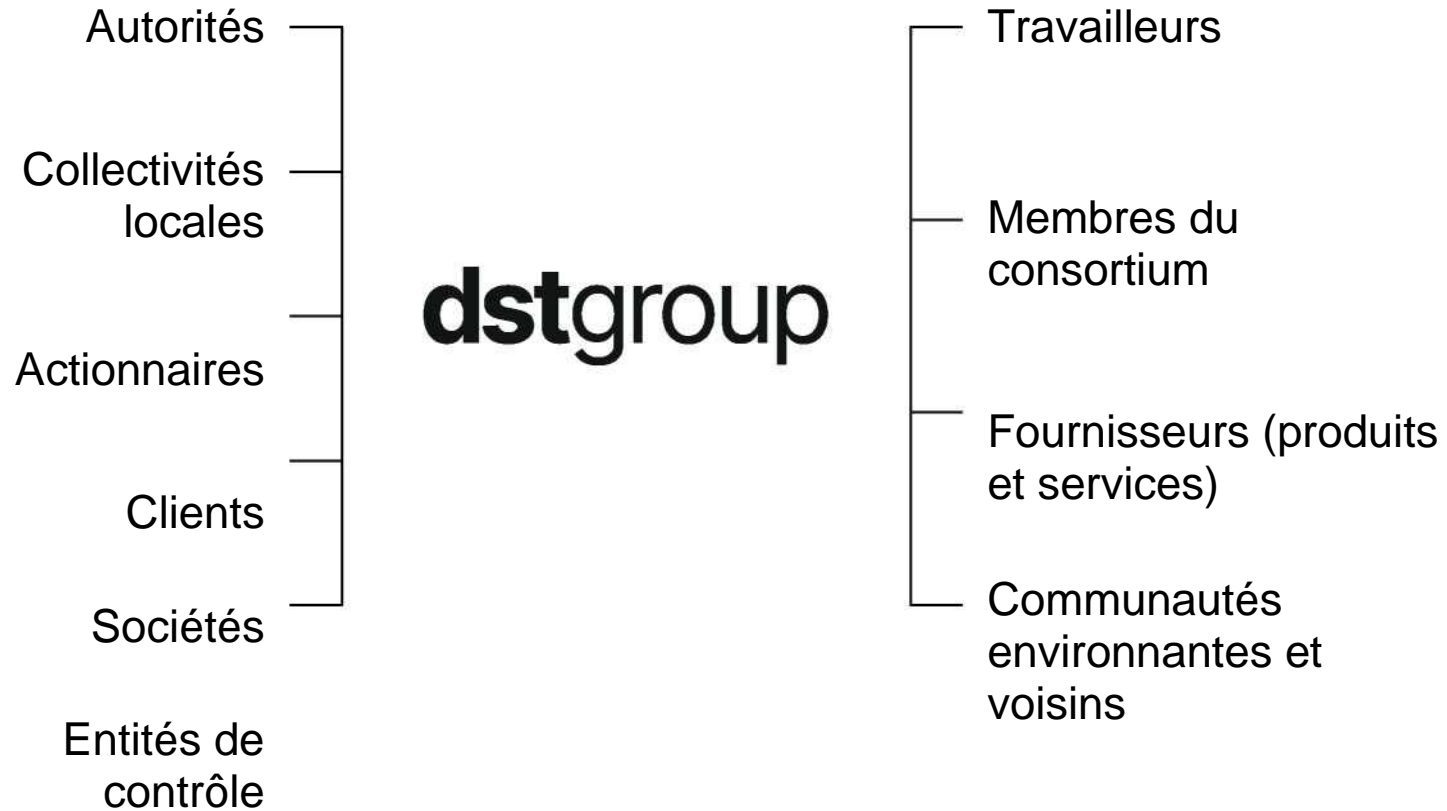 Autorités
Collectivités
locales
Actionnaires
Clients
Sociétés
Entités de
contrôle
dstgroup
Travailleurs
Membres du
consortium
Fournisseurs (produits
et services)
Communautés
environnantes et
voisins